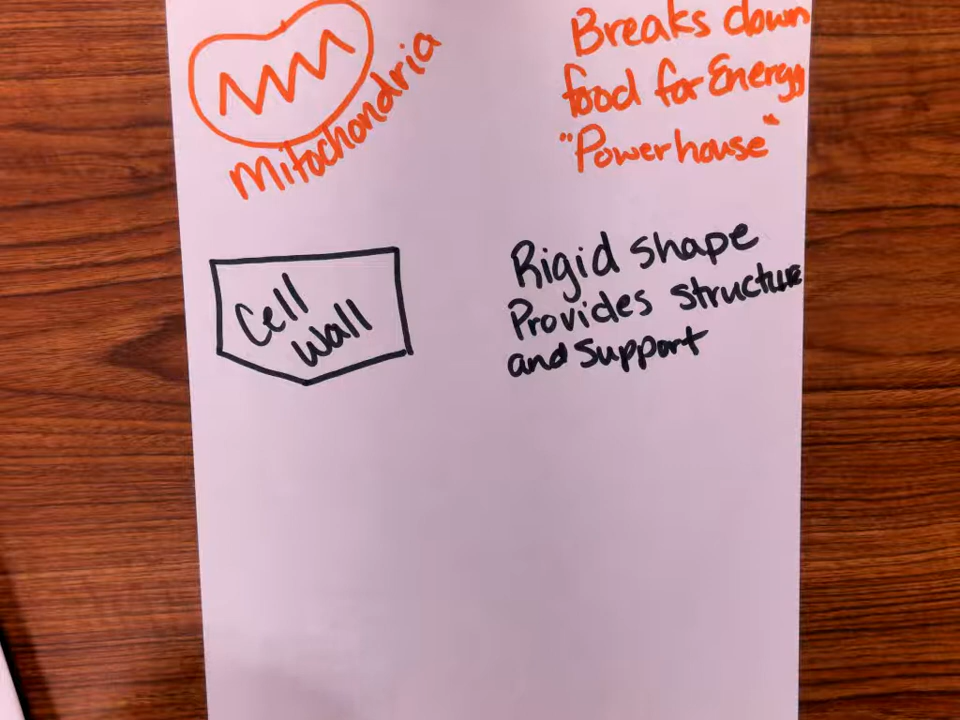 Mitochondria
Breaks down
food for Energy
"Powerhouse"
Cell
Wall
Rigid shape
Provides structure
and support